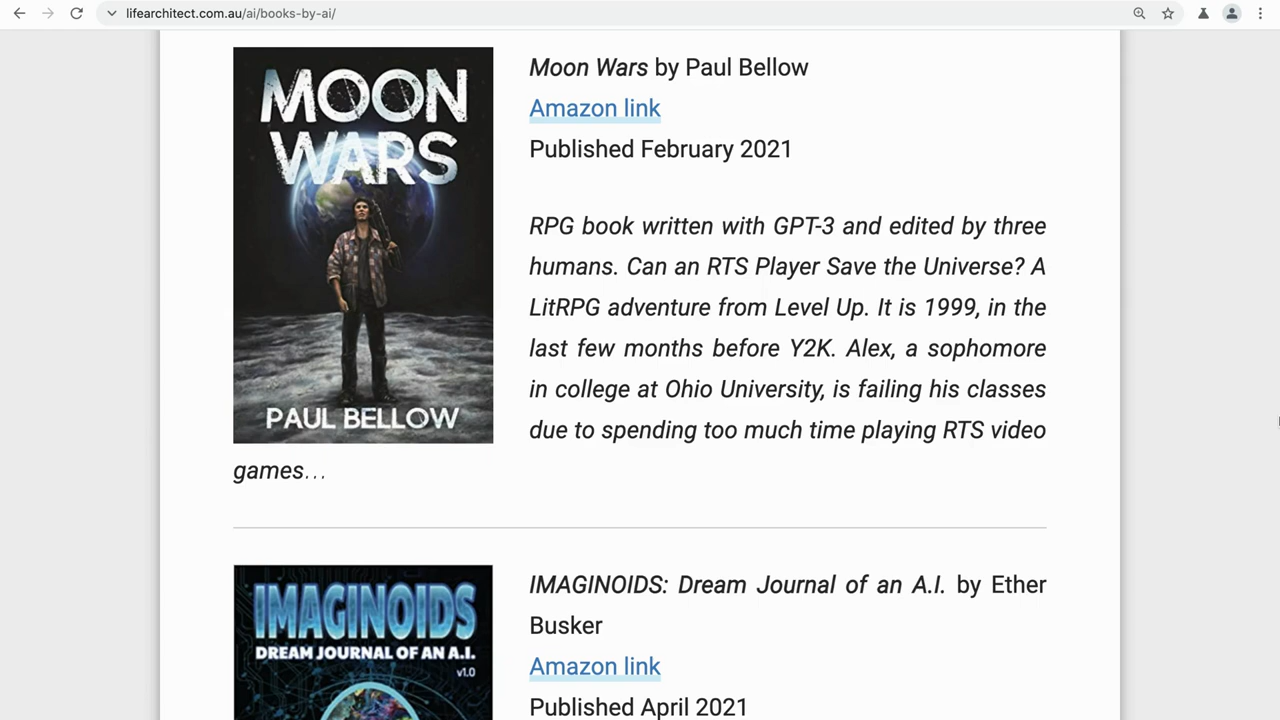 lifearchitect.com.au/ai/books-by-ai/
MOON
WARS
PAUL BELLOW
Moon Wars by Paul Bellow
Amazon link
Published February 2021
RPG book written with GPT-3 and edited by three
humans. Can an RTS Player Save the Universe? A
LitRPG adventure from Level Up. It is 1999, in the
last few months before Y2K. Alex, a sophomore
in college at Ohio University, is failing his classes
due to spending too much time playing RTS video
games…
IMAGINOIDS
DREAM JOURNAL OF AN A.I.
v1.0
IMAGINOIDS: Dream Journal of an A.I. by Ether
Busker
Amazon link
Published April 2021